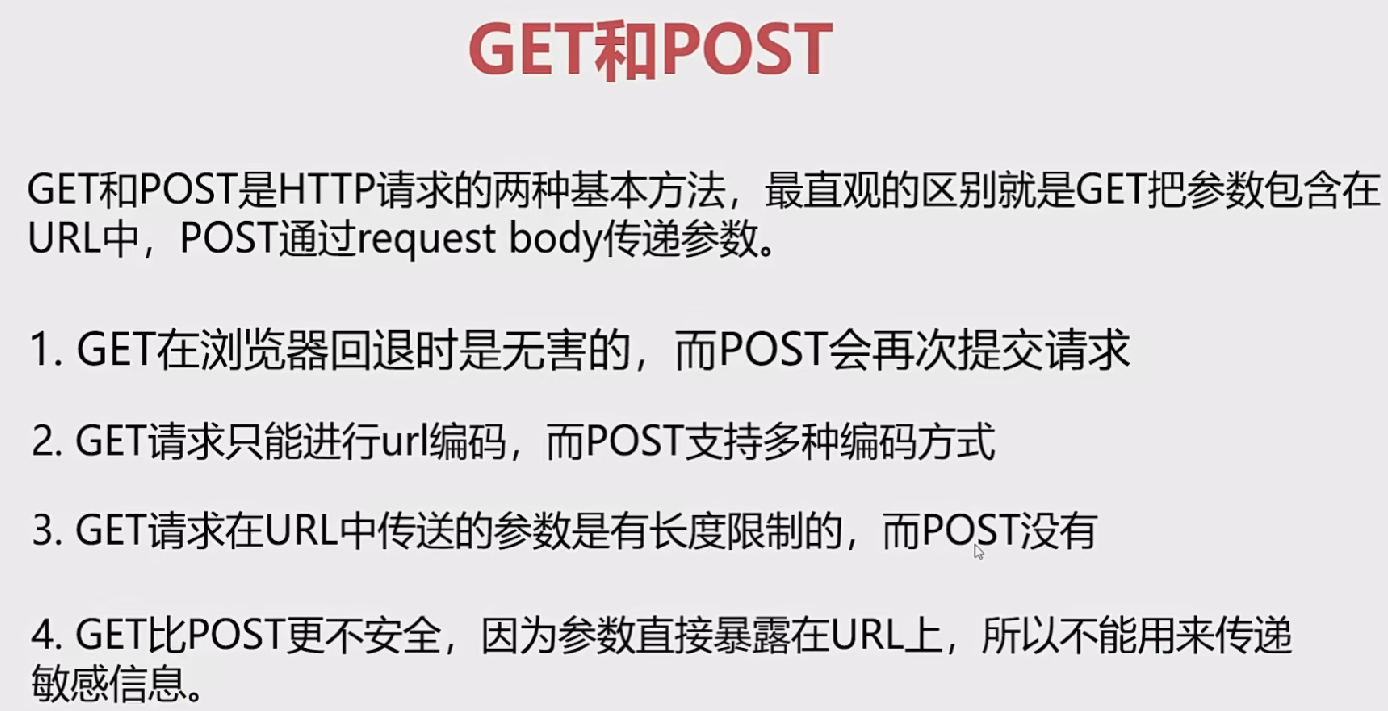 GET和POST
GET和POST是HTTP请求的两种基本方法，最直观的区别就是GET把参数包含在
URL中，POST通过request body传递参数。
1. GET在浏览器回退时是无害的，而POST会再次提交请求
2. GET请求只能进行url编码，而POST支持多种编码方式
3. GET请求在URL中传送的参数是有长度限制的，而POST没有
4. GET比POST更不安全，因为参数直接暴露在URL上，所以不能用来传递
敏感信息。